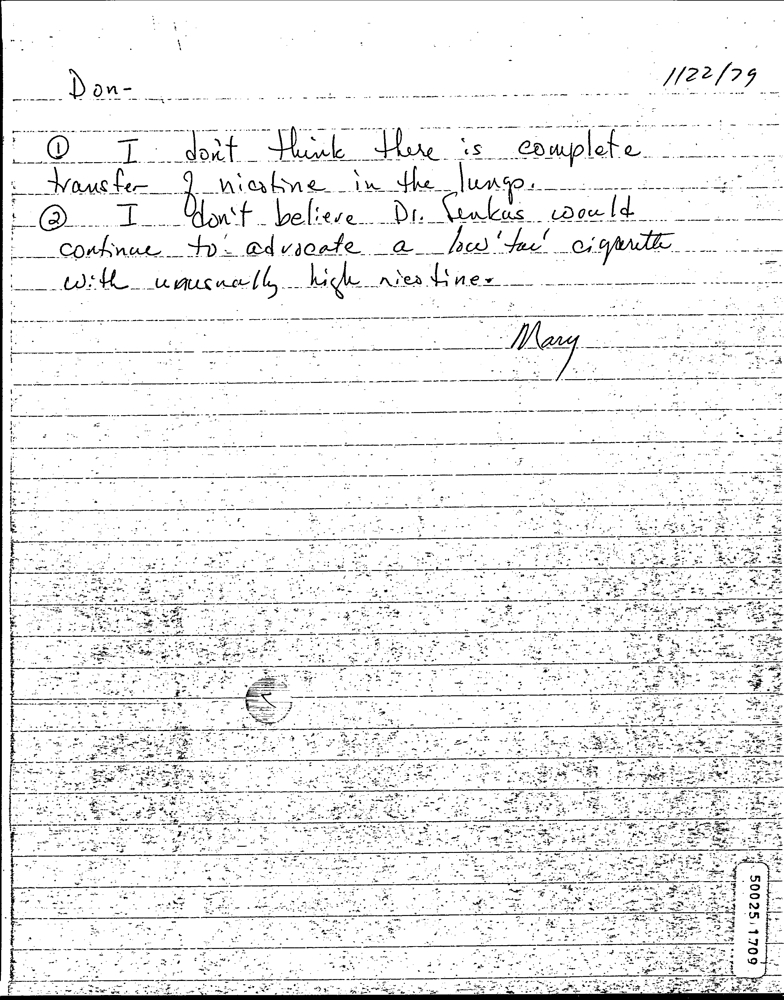 Don-
1/22/79
① I don't think there is complete
transfer of nicotine in the lungs.
② I don't believe Dr. Senkus would
continue to advocate a low 'tar' cigarette
with unusually high nicotine.
Mary
50025 1709